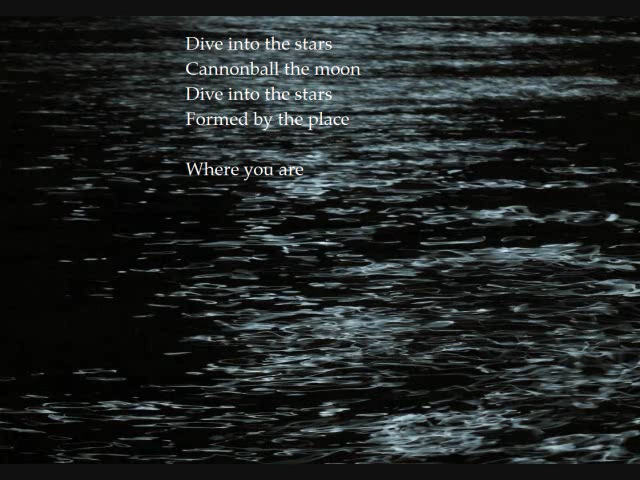 Dive into the stars
Cannonball the moon
Dive into the stars
Formed by the place
Where you are